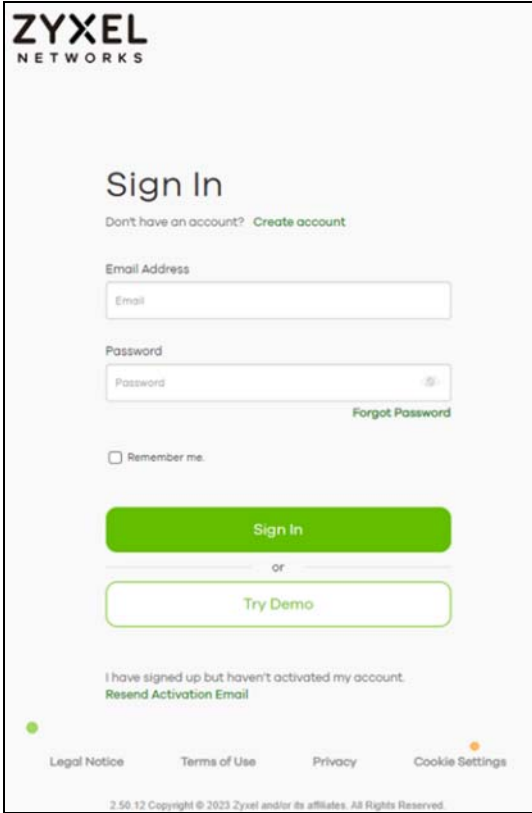 ZYXEL
NETWORKS
Sign In
Don't have an account? Create account
Email Address
Email
Password
Password
Forgot Password
Remember me.
Sign In
or
Try Demo
I have signed up but haven't activated my account.
Resend Activation Email
Legal Notice Terms of Use Privacy Cookie Settings
2.50.12 Copyright © 2023 Zyxel and/or its affiliates. All Rights Reserved.